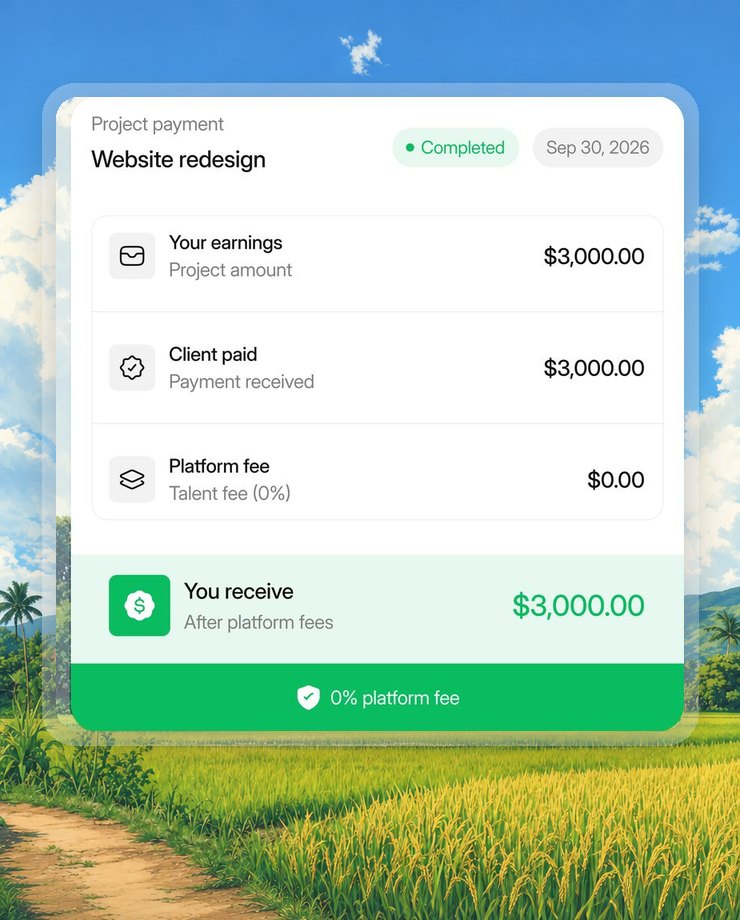 Project payment
Website redesign
Completed
Sep 30, 2026
Your earnings
Project amount
$3,000.00
Client paid
Payment received
$3,000.00
Platform fee
Talent fee (0%)
$0.00
$
You receive
After platform fees
$3,000.00
0% platform fee